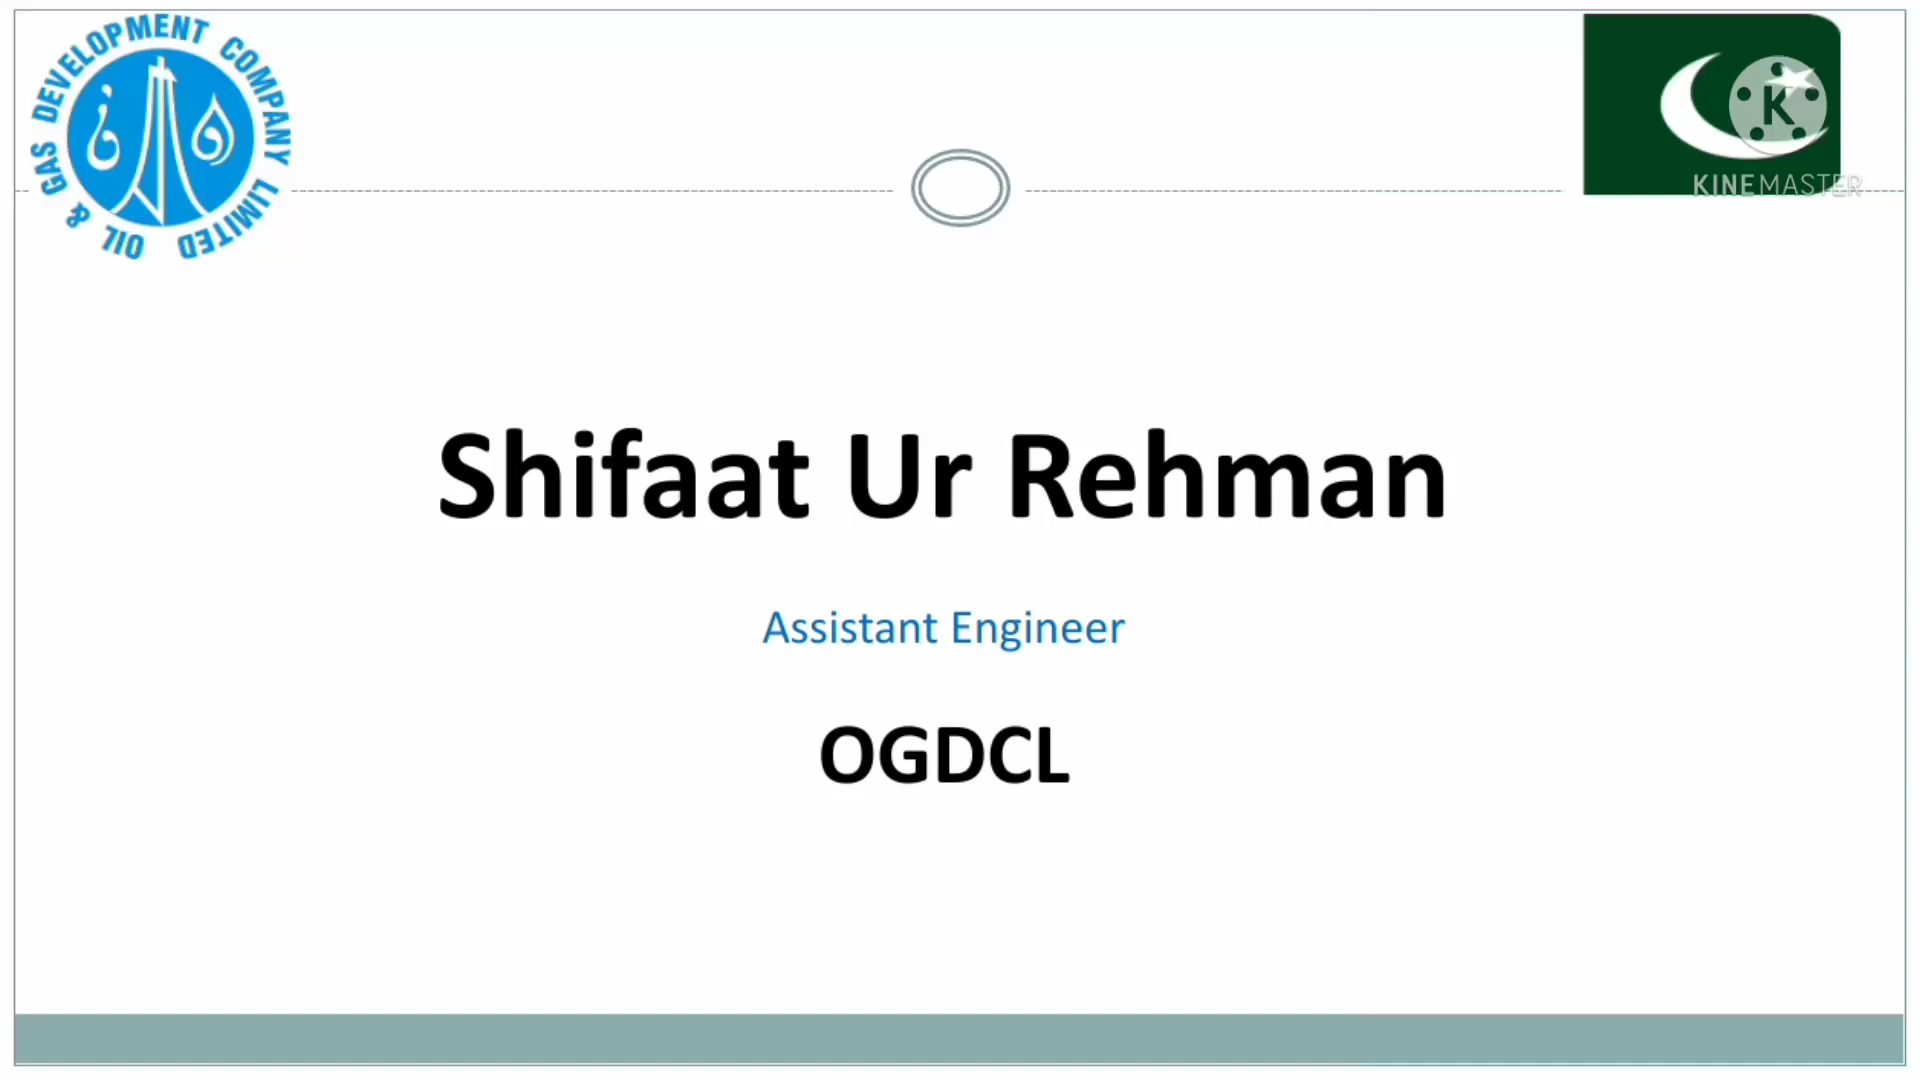 OIL & GAS DEVELOPMENT COMPANY LIMITED
K
KINEMASTER
Shifaat Ur Rehman
Assistant Engineer
OGDCL